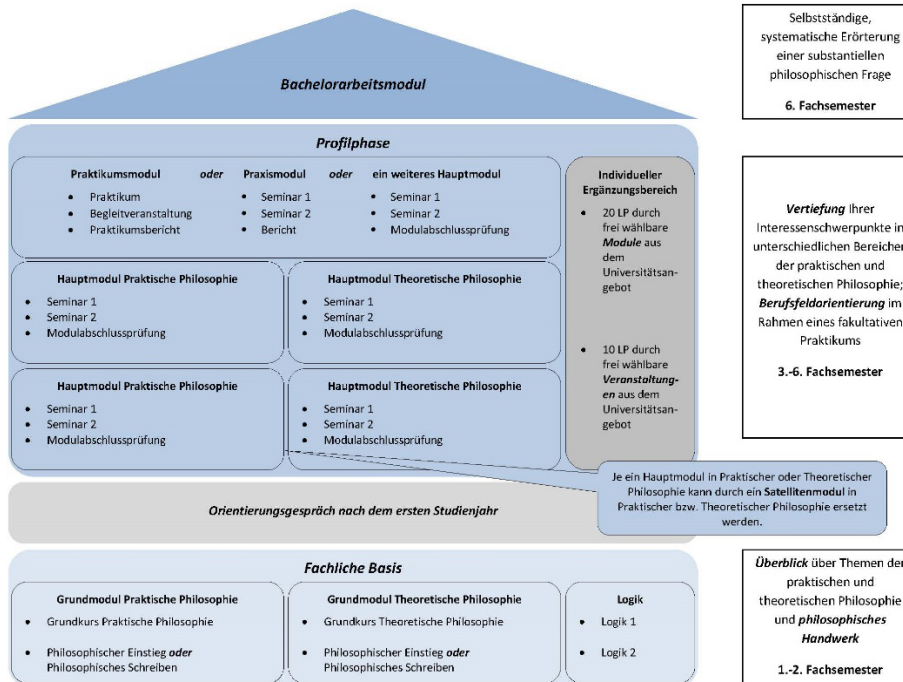 Bachelorarbeitsmodul
Selbstständige,
systematische Erörterung
einer substantiellen
philosophischen Frage
6. Fachsemester
Profilphase
Praktikumsmodul oder Praxismodul oder ein weiteres Hauptmodul
• Praktikum
• Begleitveranstaltung
• Praktikumsbericht
• Seminar 1
• Seminar 2
• Bericht
• Seminar 1
• Seminar 2
• Modulabschlussprüfung
Hauptmodul Praktische Philosophie
• Seminar 1
• Seminar 2
• Modulabschlussprüfung
Hauptmodul Theoretische Philosophie
• Seminar 1
• Seminar 2
• Modulabschlussprüfung
Hauptmodul Praktische Philosophie
• Seminar 1
• Seminar 2
• Modulabschlussprüfung
Hauptmodul Theoretische Philosophie
• Seminar 1
• Seminar 2
• Modulabschlussprüfung
Individueller
Ergänzungsbereich
• 20 LP durch
frei wählbare
Module aus
dem
Universitätsan-
gebot
• 10 LP durch
frei wählbare
Veranstaltung-
en aus dem
Universitätsan-
gebot
Vertiefung Ihrer
Interessenschwerpunkte in
unterschiedlichen Bereichen
der praktischen und
theoretischen Philosophie;
Berufsfeldorientierung im
Rahmen eines fakultativen
Praktikums
3.-6. Fachsemester
Je ein Hauptmodul in Praktischer oder Theoretischer
Philosophie kann durch ein Satellitenmodul in
Praktischer bzw. Theoretischer Philosophie ersetzt
werden.
Orientierungsgespräch nach dem ersten Studienjahr
Fachliche Basis
Grundmodul Praktische Philosophie
• Grundkurs Praktische Philosophie
• Philosophischer Einstieg oder
Philosophisches Schreiben
Grundmodul Theoretische Philosophie
• Grundkurs Theoretische Philosophie
• Philosophischer Einstieg oder
Philosophisches Schreiben
Logik
• Logik 1
• Logik 2
Überblick über Themen der
praktischen und
theoretischen Philosophie
und philosophisches
Handwerk
1.-2. Fachsemester